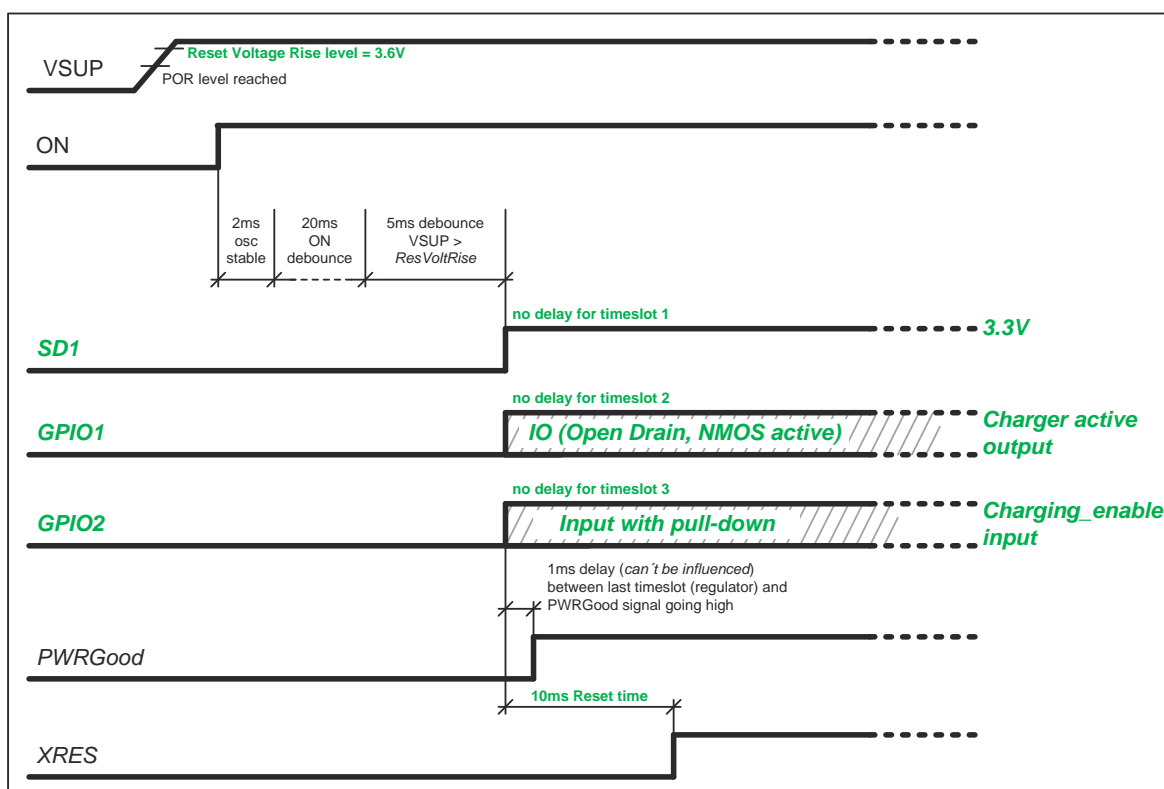 Reset Voltage Rise level = 3.6V
VSUP
POR level reached
ON
2ms
osc
stable
20ms
ON
debounce
5ms debounce
VSUP >
ResVoltRise
no delay for timeslot 1
SD1
3.3V
no delay for timeslot 2
GPIO1
IO (Open Drain, NMOS active)
Charger active
output
no delay for timeslot 3
GPIO2
Input with pull-down
Charging_enable
input
1ms delay (can´t be influenced)
between last timeslot (regulator) and
PWRGood signal going high
PWRGood
10ms Reset time
XRES